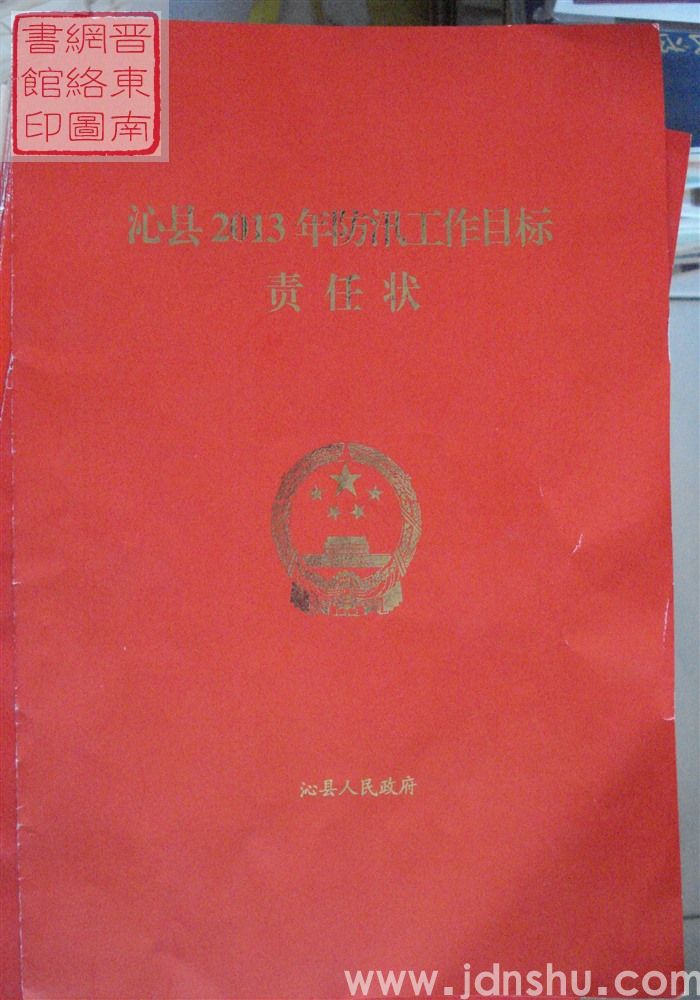 晋東南
網絡圖
書館印
沁县2013年防汛工作目标
责任状
沁县人民政府
www.jdnshu.com